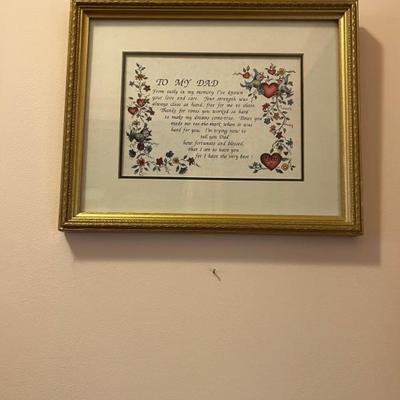 TO MY DAD
From early in my memory I've known
your love and care. Your strength was
always close at hand, free for me to share.
Thanks for times you worked so hard
to make my dreams come true. Times you
made me toe the mark when it was
hard for you. I'm trying now to
tell you Dad
how fortunate and blessed,
that I am to have you
for I have the very best!